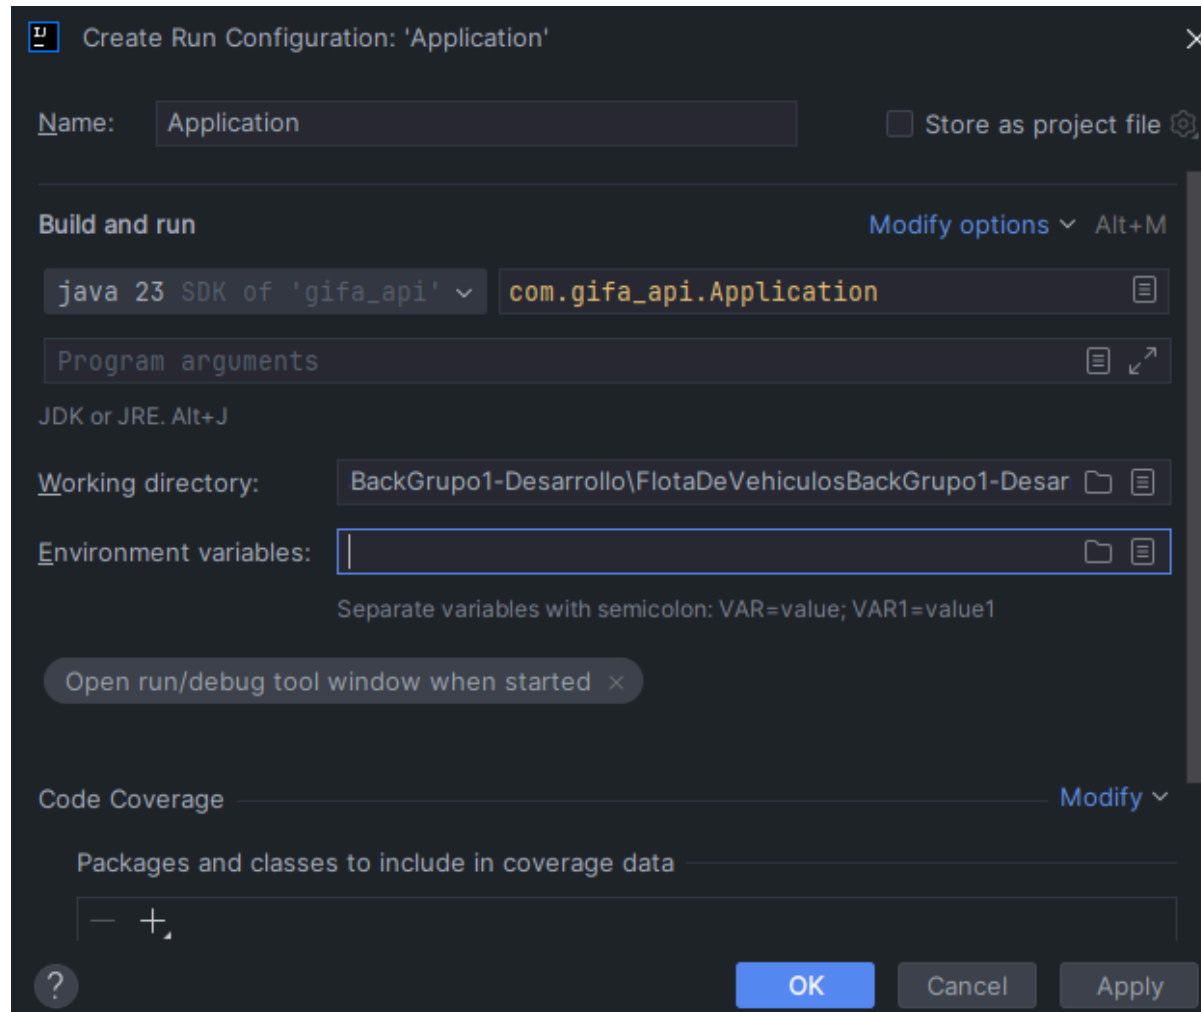 IJ
Create Run Configuration: 'Application'
Name: Application Store as project file
Build and run Modify options Alt+M
java 23 SDK of 'gifa_api' com.gifa_api.Application
Program arguments
JDK or JRE. Alt+J
Working directory: BackGrupo1-Desarrollo\FlotaDeVehiculosBackGrupo1-Desar
Environment variables:
Separate variables with semicolon: VAR=value; VAR1=value1
Open run/debug tool window when started ×
Code Coverage Modify
Packages and classes to include in coverage data
? OK Cancel Apply